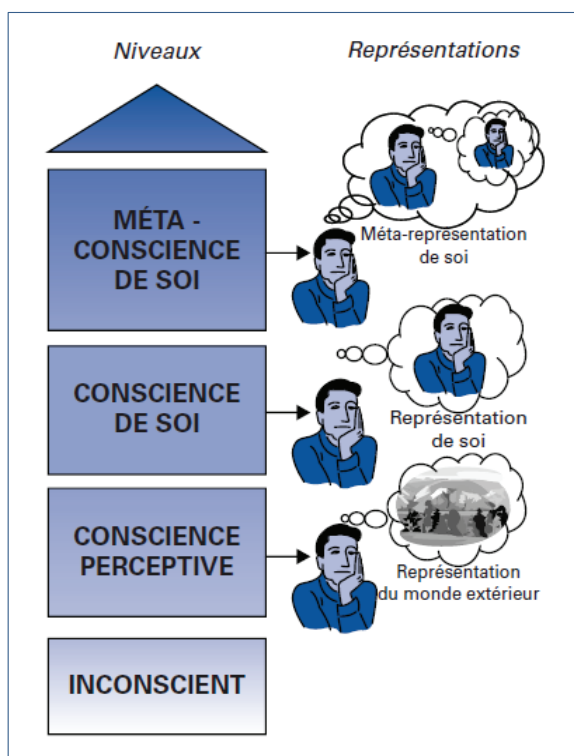 Niveaux
Représentations
MÉTA -
CONSCIENCE
DE SOI
Méta-représentation
de soi
CONSCIENCE
DE SOI
Représentation
de soi
CONSCIENCE
PERCEPTIVE
Représentation
du monde extérieur
INCONSCIENT